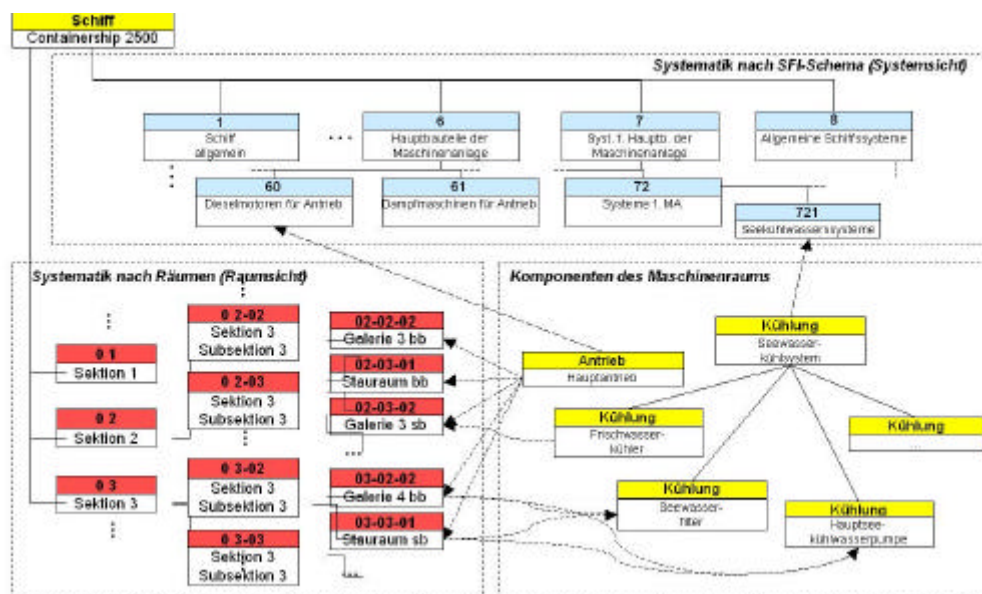 Schiff
Containership 2500
Systematik nach SFI-Schema (Systemsicht)
1
Schiff
allgemein
...
6
Hauptbauteile der
Maschinenanlage
7
Syst. f. Hauptb. der
Maschinenanlage
8
Allgemeine Schiffssysteme
60
Dieselmotoren für Antrieb
61
Dampfmaschinen für Antrieb
72
Systeme f. MA
721
Seekühlwassersysteme
Systematik nach Räumen (Raumsicht)
0 1
Sektion 1
0 2
Sektion 2
0 3
Sektion 3
0 2-02
Sektion 3
Subsektion 3
0 2-03
Sektion 3
Subsektion 3
0 3-02
Sektion 3
Subsektion 3
0 3-03
Sektion 3
Subsektion 3
02-02-02
Galerie 3 bb
02-03-01
Stauraum bb
02-03-02
Galerie 3 sb
...
03-02-02
Galerie 4 bb
03-03-01
Stauraum sb
...
Komponenten des Maschinenraums
Kühlung
Seewasser-
kühlsystem
Antrieb
Hauptantrieb
Kühlung
Frischwasser-
kühler
Kühlung
...
Kühlung
Seewasser-
filter
Kühlung
Hauptsee-
kühlwasserpumpe